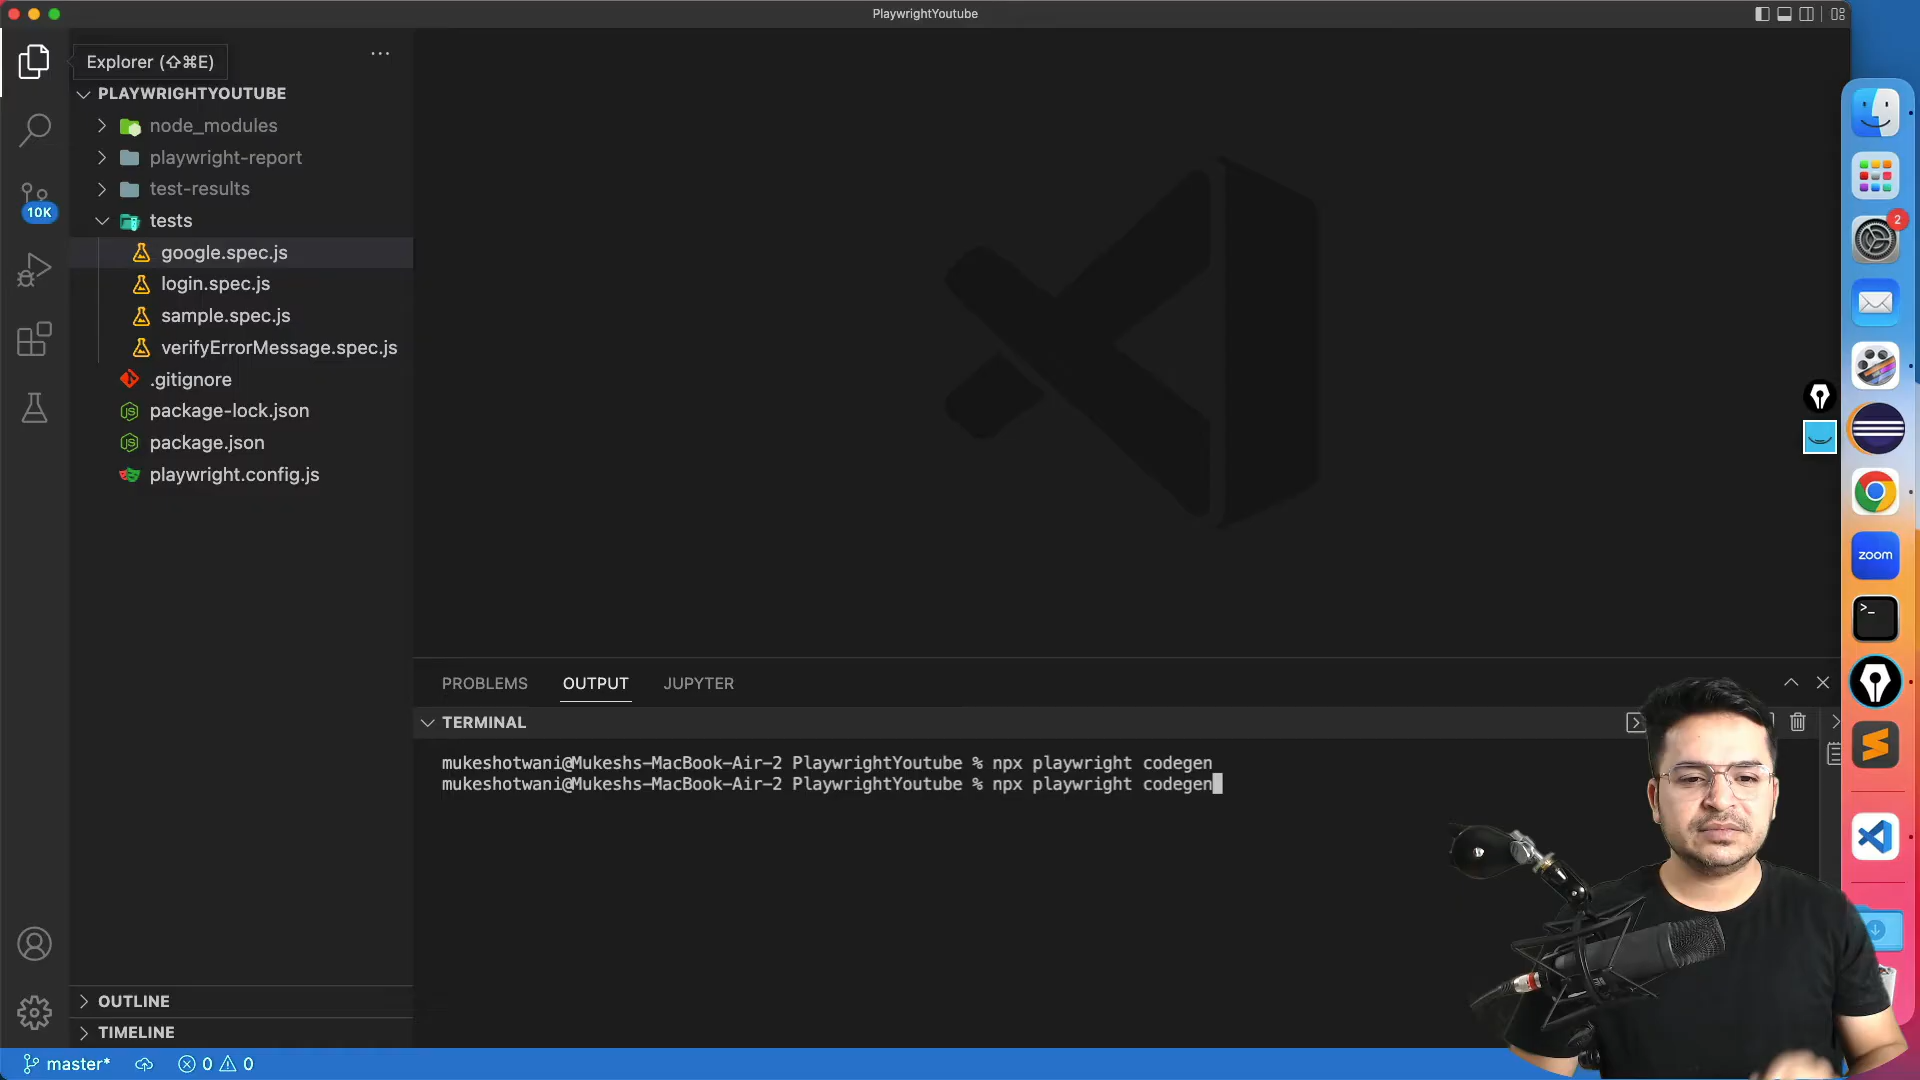 PlaywrightYoutube
Explorer (⇧⌘E)
PLAYWRIGHTYOUTUBE
node_modules
playwright-report
test-results
tests
google.spec.js
login.spec.js
sample.spec.js
verifyErrorMessage.spec.js
.gitignore
package-lock.json
package.json
playwright.config.js
10K
2
zoom
PROBLEMS OUTPUT JUPYTER
TERMINAL
mukeshotwani@Mukeshs-MacBook-Air-2 PlaywrightYoutube % npx playwright codegen
mukeshotwani@Mukeshs-MacBook-Air-2 PlaywrightYoutube % npx playwright codegen
OUTLINE
TIMELINE
master* 0 0